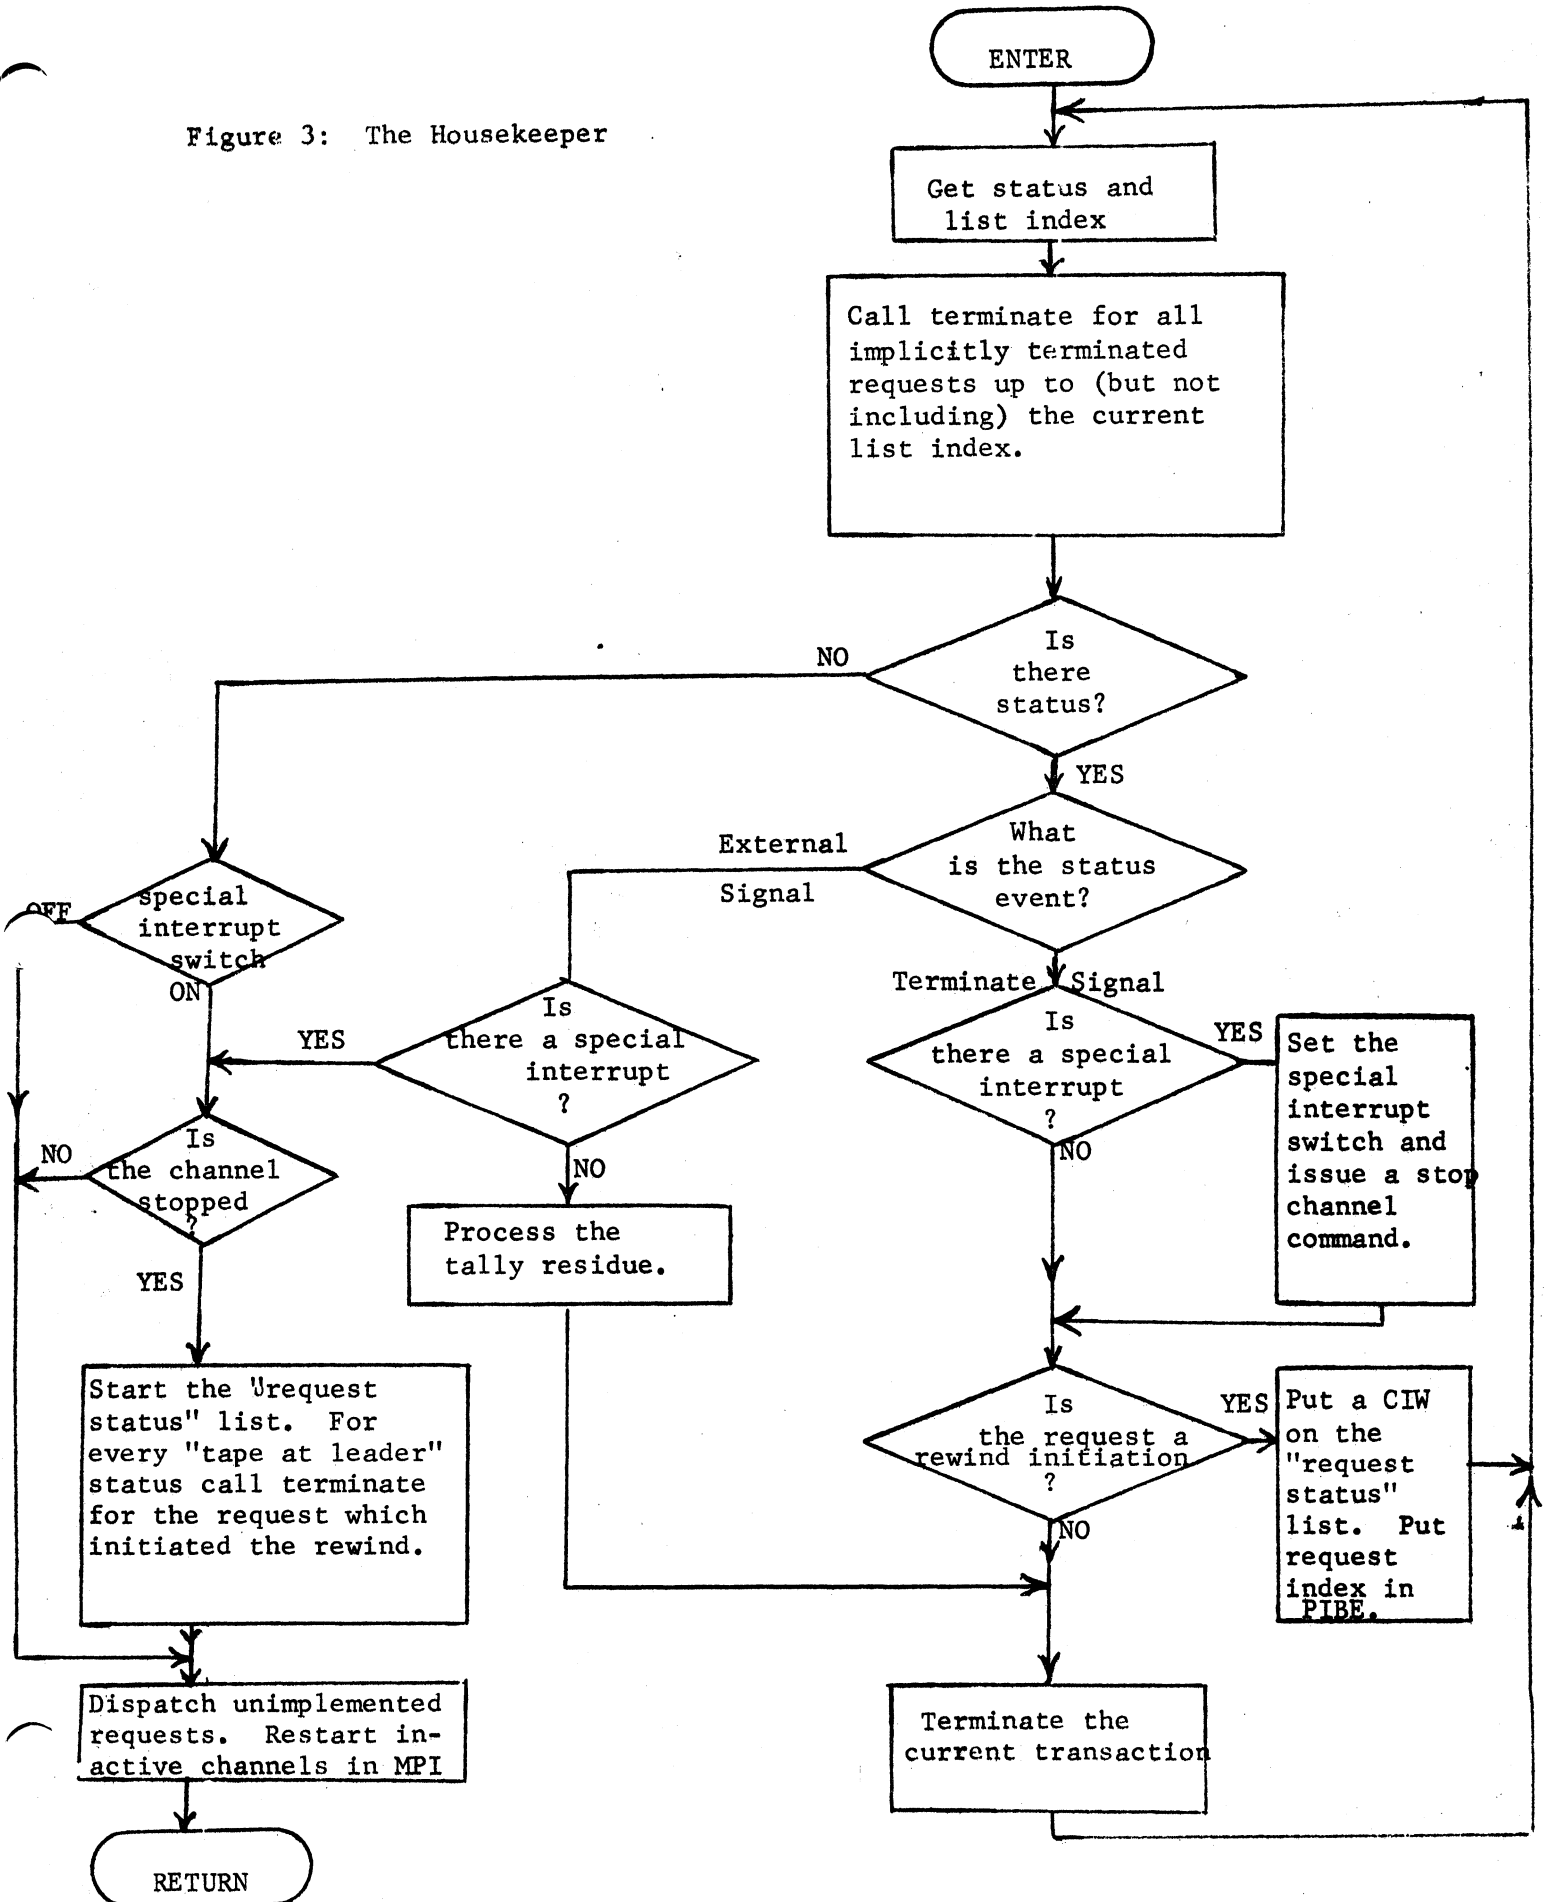 ENTER
Figure 3: The Housekeeper
Get status and
list index
Call terminate for all
implicitly terminated
requests up to (but not
including) the current
list index.
Is
there
status?
NO
YES
What
is the status
event?
External
Signal
special
interrupt
switch
OFF
ON
Terminate Signal
Is
there a special
interrupt
?
YES
NO
Set the
special
interrupt
switch and
issue a stop
channel
command.
Is
there a special
interrupt
?
YES
NO
Is
the channel
stopped
?
NO
YES
Process the
tally residue.
Start the "request
status" list. For
every "tape at leader"
status call terminate
for the request which
initiated the rewind.
Is
the request a
rewind initiation
?
YES
NO
Put a CIW
on the
"request
status"
list. Put
request
index in
PIBE.
Dispatch unimplemented
requests. Restart in-
active channels in MPI
Terminate the
current transaction
RETURN